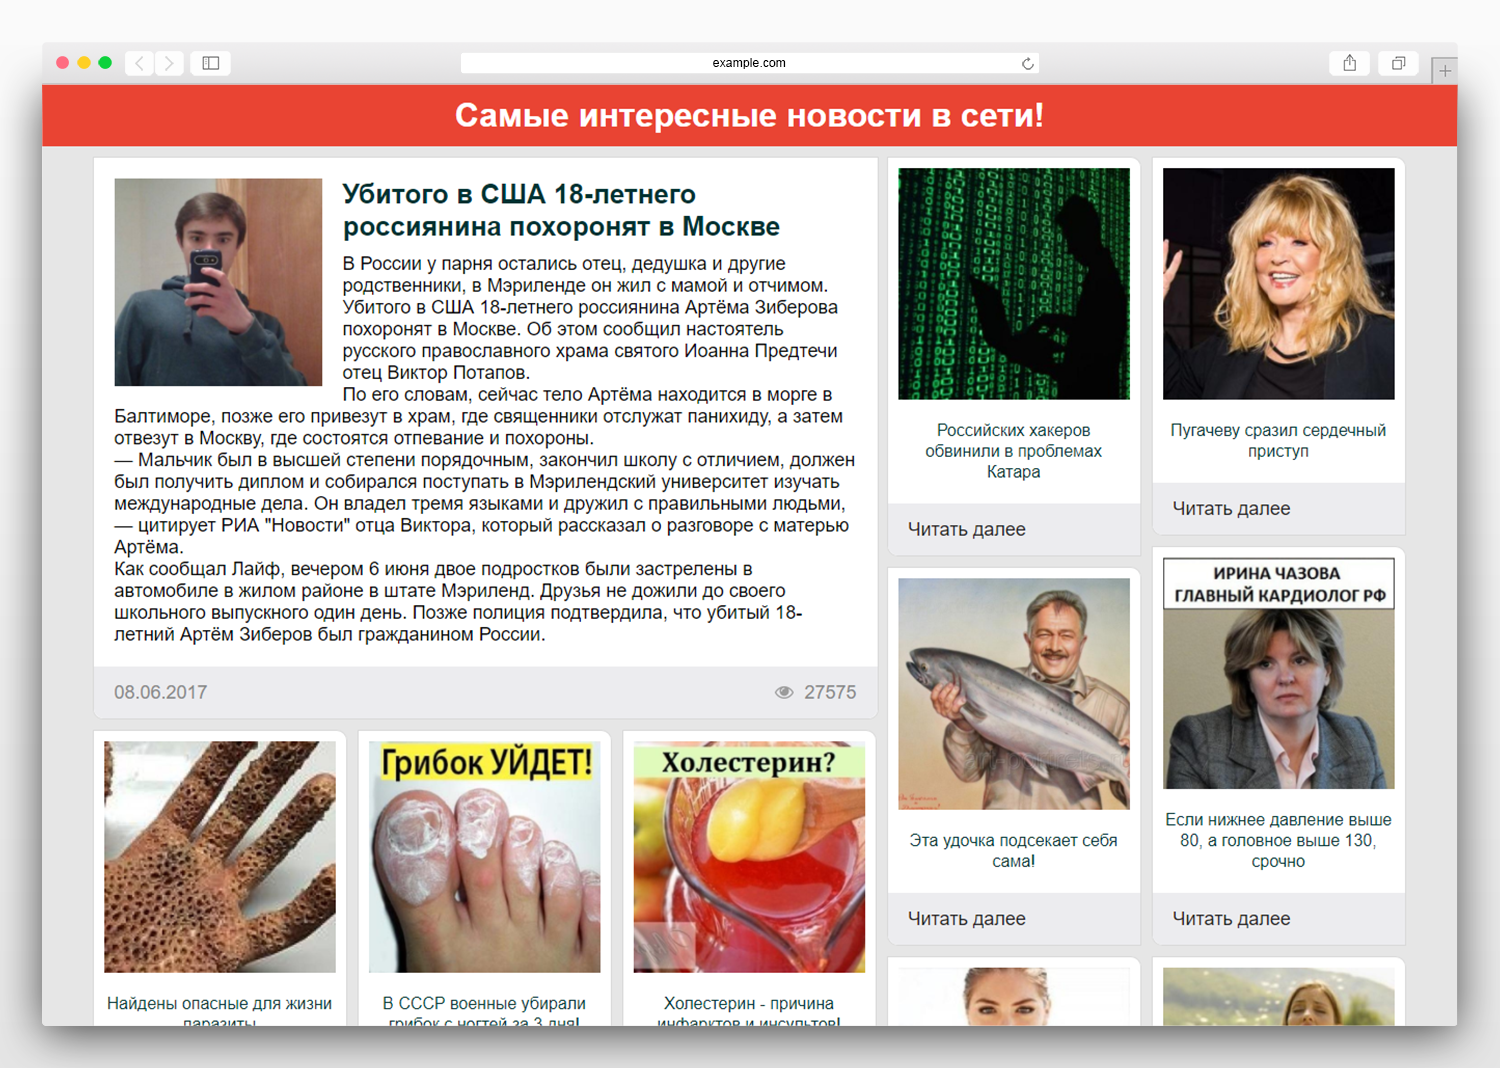 example.com
Самые интересные новости в сети!
Убитого в США 18-летнего
россиянина похоронят в Москве
В России у парня остались отец, дедушка и другие
родственники, в Мэриленде он жил с мамой и отчимом.
Убитого в США 18-летнего россиянина Артёма Зиберова
похоронят в Москве. Об этом сообщил настоятель
русского православного храма святого Иоанна Предтечи
отец Виктор Потапов.
По его словам, сейчас тело Артёма находится в морге в
Балтиморе, позже его привезут в храм, где священники отслужат панихиду, а затем
отвезут в Москву, где состоятся отпевание и похороны.
— Мальчик был в высшей степени порядочным, закончил школу с отличием, должен
был получить диплом и собирался поступать в Мэрилендский университет изучать
международные дела. Он владел тремя языками и дружил с правильными людьми,
— цитирует РИА "Новости" отца Виктора, который рассказал о разговоре с матерью
Артёма.
Как сообщал Лайф, вечером 6 июня двое подростков были застрелены в
автомобиле в жилом районе в штате Мэриленд. Друзья не дожили до своего
школьного выпускного один день. Позже полиция подтвердила, что убитый 18-
летний Артём Зиберов был гражданином России.
08.06.2017
27575
Российских хакеров
обвинили в проблемах
Катара
Читать далее
Пугачеву сразил сердечный
приступ
Читать далее
Эта удочка подсекает себя
сама!
Читать далее
ИРИНА ЧАЗОВА
ГЛАВНЫЙ КАРДИОЛОГ РФ
Если нижнее давление выше
80, а головное выше 130,
срочно
Читать далее
Найдены опасные для жизни
паразиты
Грибок УЙДЕТ!
В СССР военные убирали
грибок с ногтей за 3 дня!
Холестерин?
Холестерин - причина
инфарктов и инсультов!